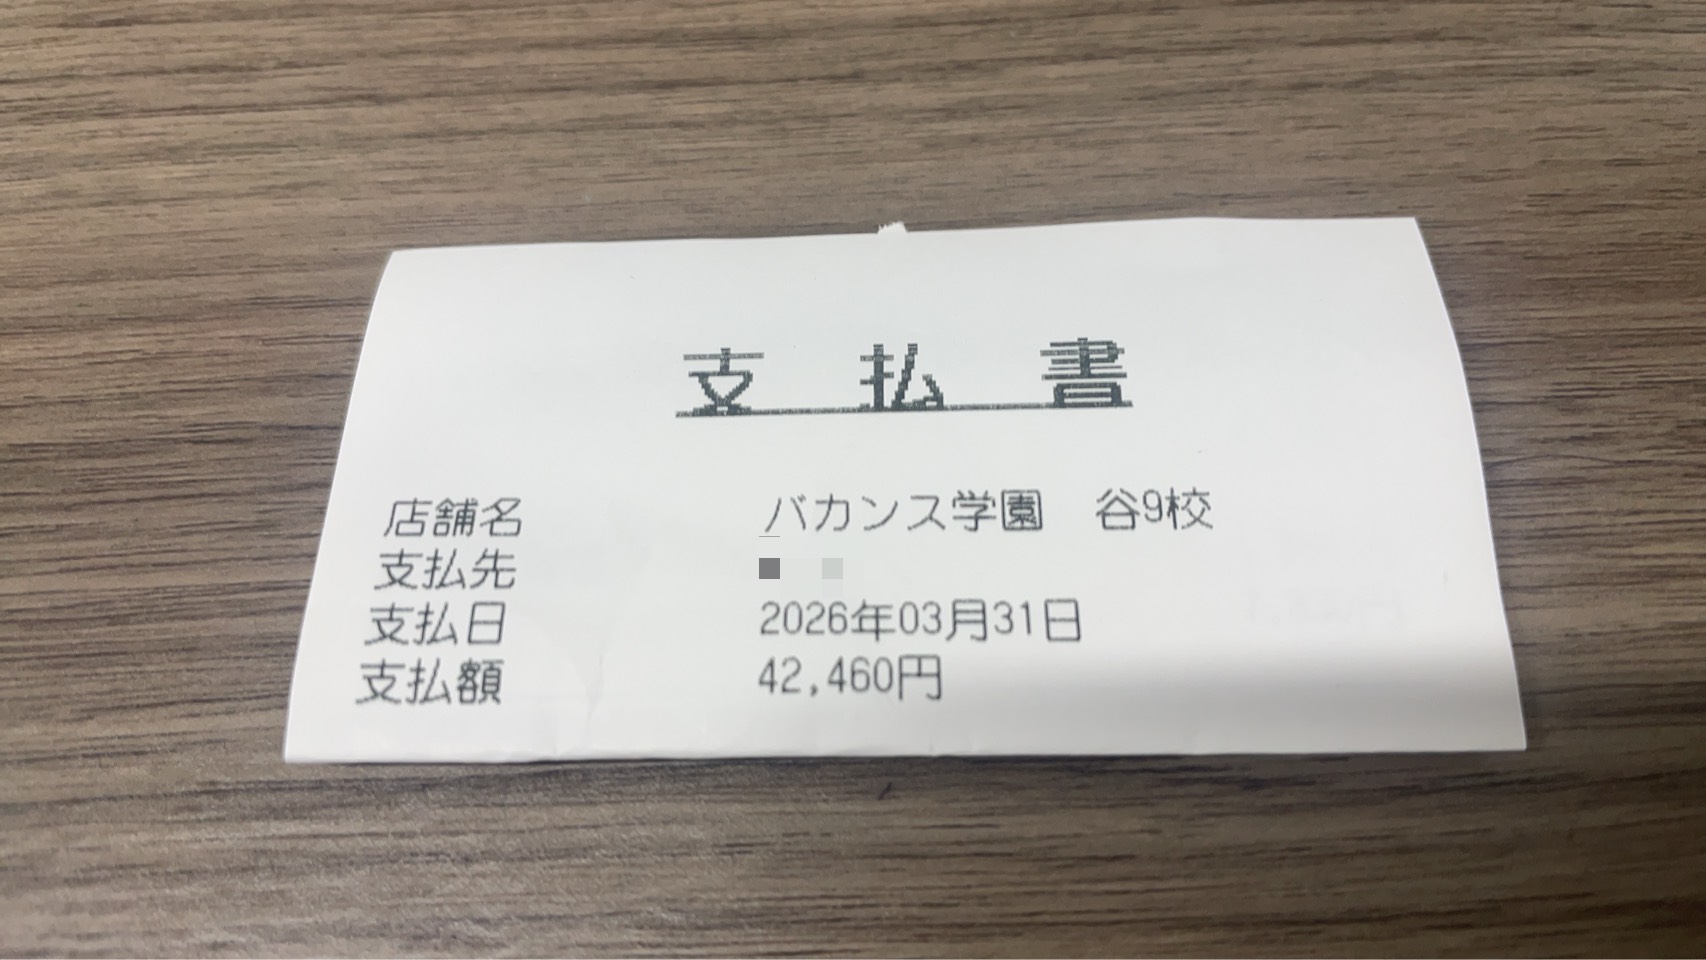 支払書
店舗名 バカンス学園 谷9校
支払先
支払日 2026年03月31日
支払額 42,460円